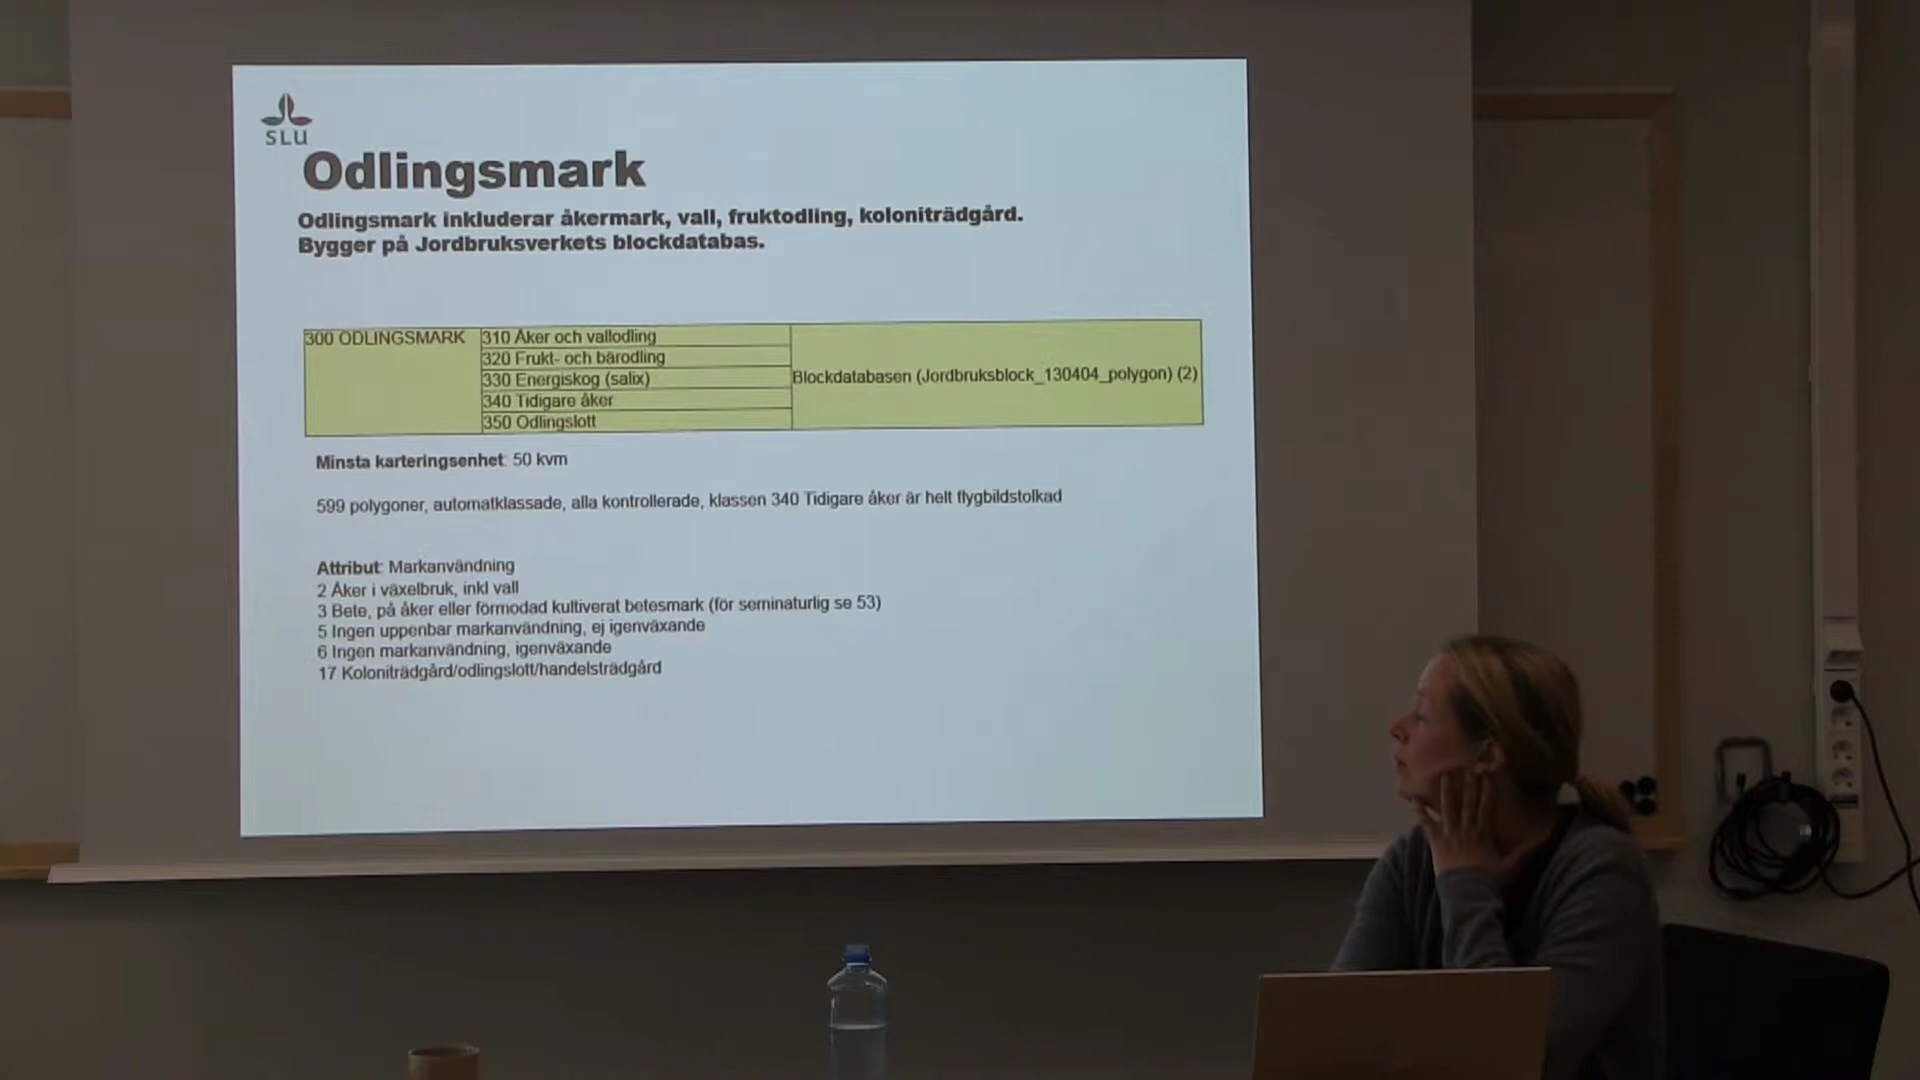 SLU
Odlingsmark
Odlingsmark inkluderar åkermark, vall, fruktodling, koloniträdgård.
Bygger på Jordbruksverkets blockdatabas.
300 ODLINGSMARK
310 Åker och vallodling
320 Frukt- och bärodling
330 Energiskog (salix)
340 Tidigare åker
350 Odlingslott
Blockdatabasen (Jordbruksblock_130404_polygon) (2)
Minsta karteringsenhet: 50 kvm
599 polygoner, automatklassade, alla kontrollerade, klassen 340 Tidigare åker är helt flygbildstolkad
Attribut: Markanvändning
2 Åker i växelbruk, inkl vall
3 Bete, på åker eller förmodad kultiverat betesmark (för seminaturlig se 53)
5 Ingen uppenbar markanvändning, ej igenväxande
6 Ingen markanvändning, igenväxande
17 Koloniträdgård/odlingslott/handelsträdgård